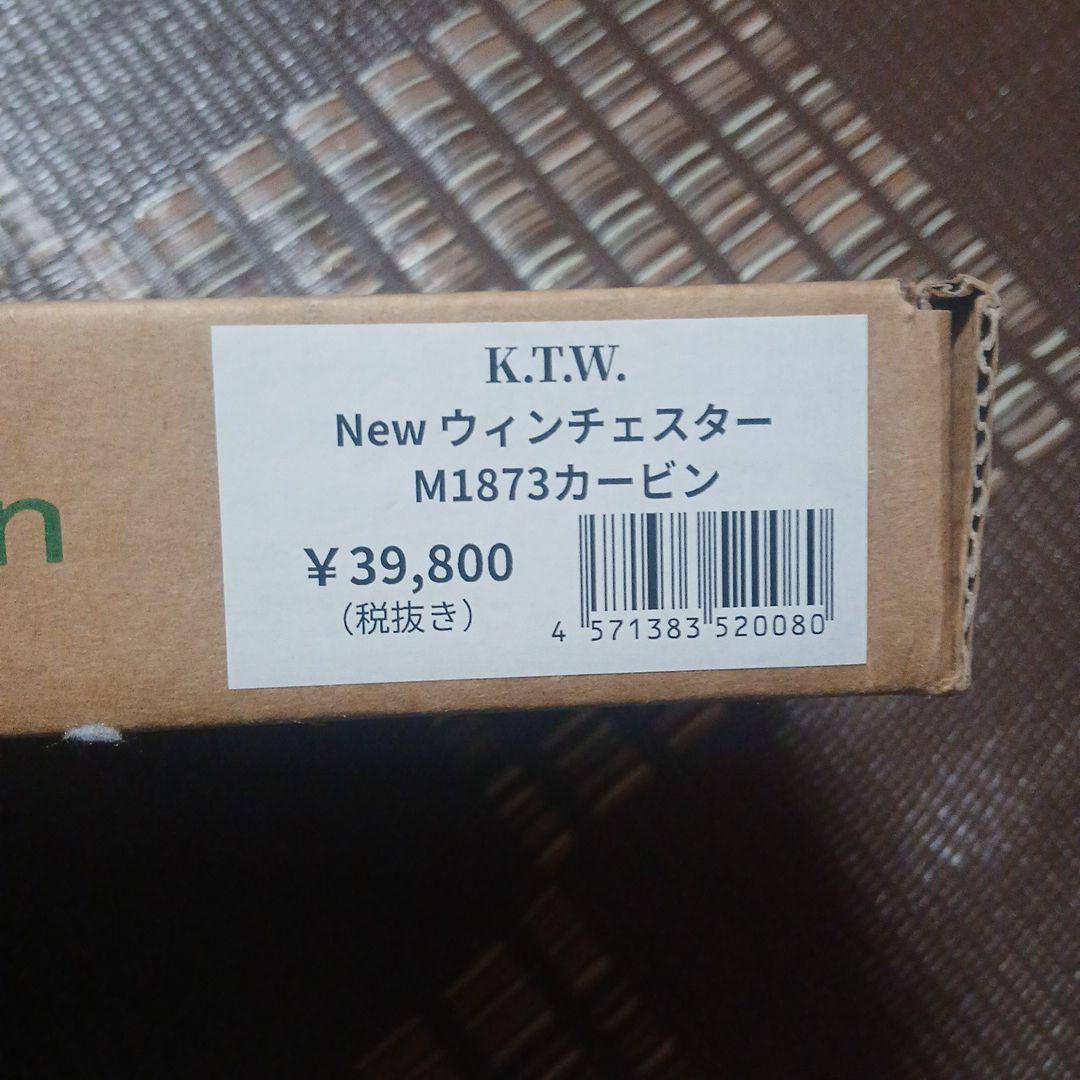 K.T.W.
New ウィンチェスター
M1873カービン
￥39,800
(税抜き)
4 571383 520080
n